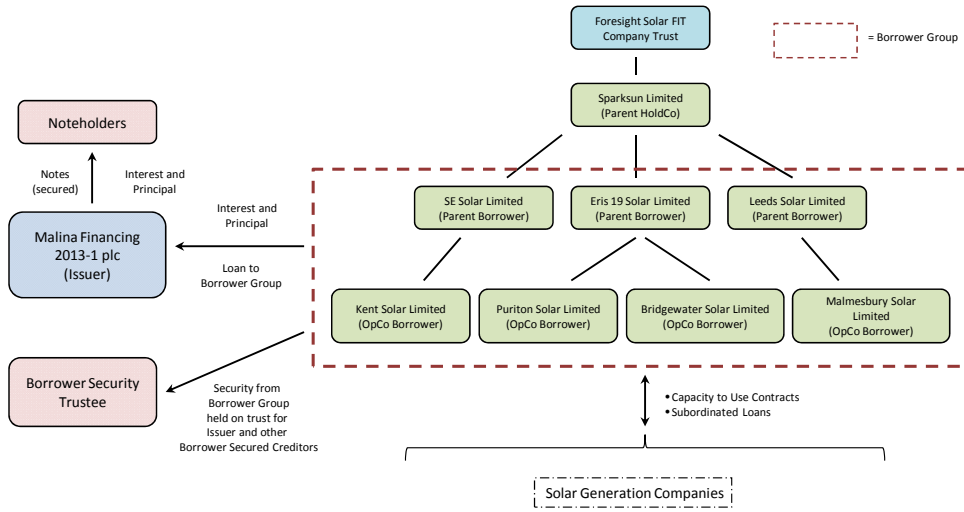 Foresight Solar FIT
Company Trust
= Borrower Group
Sparksun Limited
(Parent HoldCo)
Noteholders
Notes
(secured)
Interest and
Principal
SE Solar Limited
(Parent Borrower)
Eris 19 Solar Limited
(Parent Borrower)
Leeds Solar Limited
(Parent Borrower)
Malina Financing
2013-1 plc
(Issuer)
Interest and
Principal
Loan to
Borrower Group
Kent Solar Limited
(OpCo Borrower)
Puriton Solar Limited
(OpCo Borrower)
Bridgewater Solar Limited
(OpCo Borrower)
Malmesbury Solar
Limited
(OpCo Borrower)
Borrower Security
Trustee
Security from
Borrower Group
held on trust for
Issuer and other
Borrower Secured Creditors
• Capacity to Use Contracts
• Subordinated Loans
Solar Generation Companies